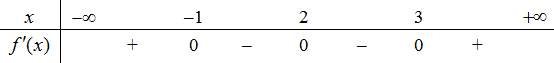 x −∞ −1 2 3 +∞
f′(x) + 0 − 0 − 0 +